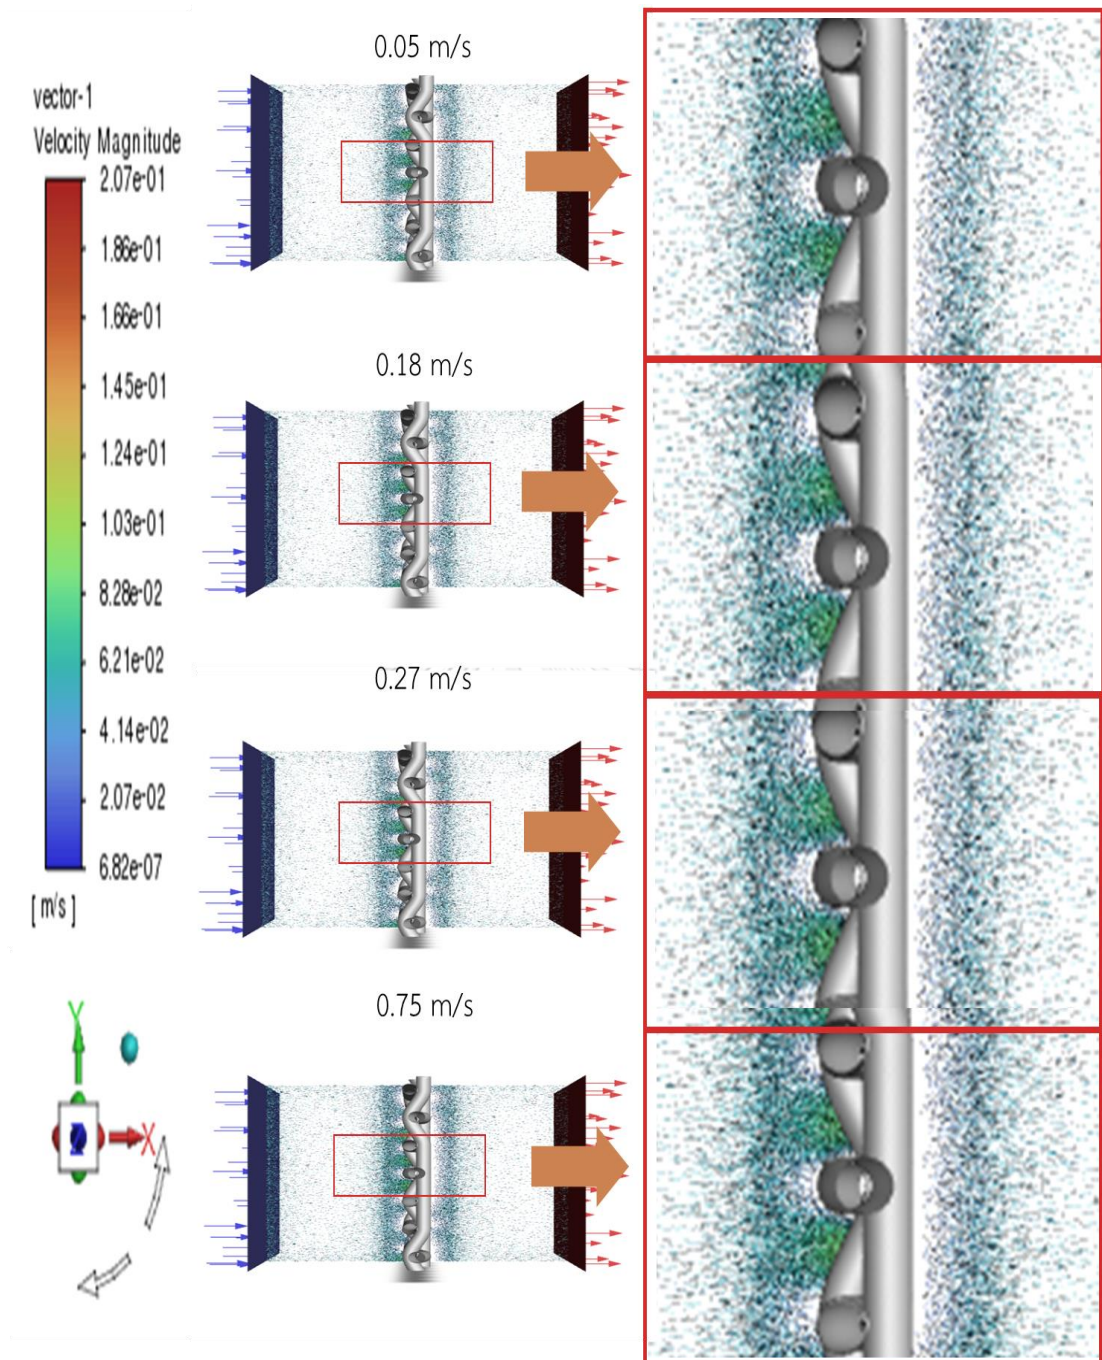 vector-1
Velocity Magnitude
2.07e-01
1.86e-01
1.66e-01
1.45e-01
1.24e-01
1.03e-01
8.28e-02
6.21e-02
4.14e-02
2.07e-02
6.82e-07
[ m/s ]
Y
X
0.05 m/s
0.18 m/s
0.27 m/s
0.75 m/s